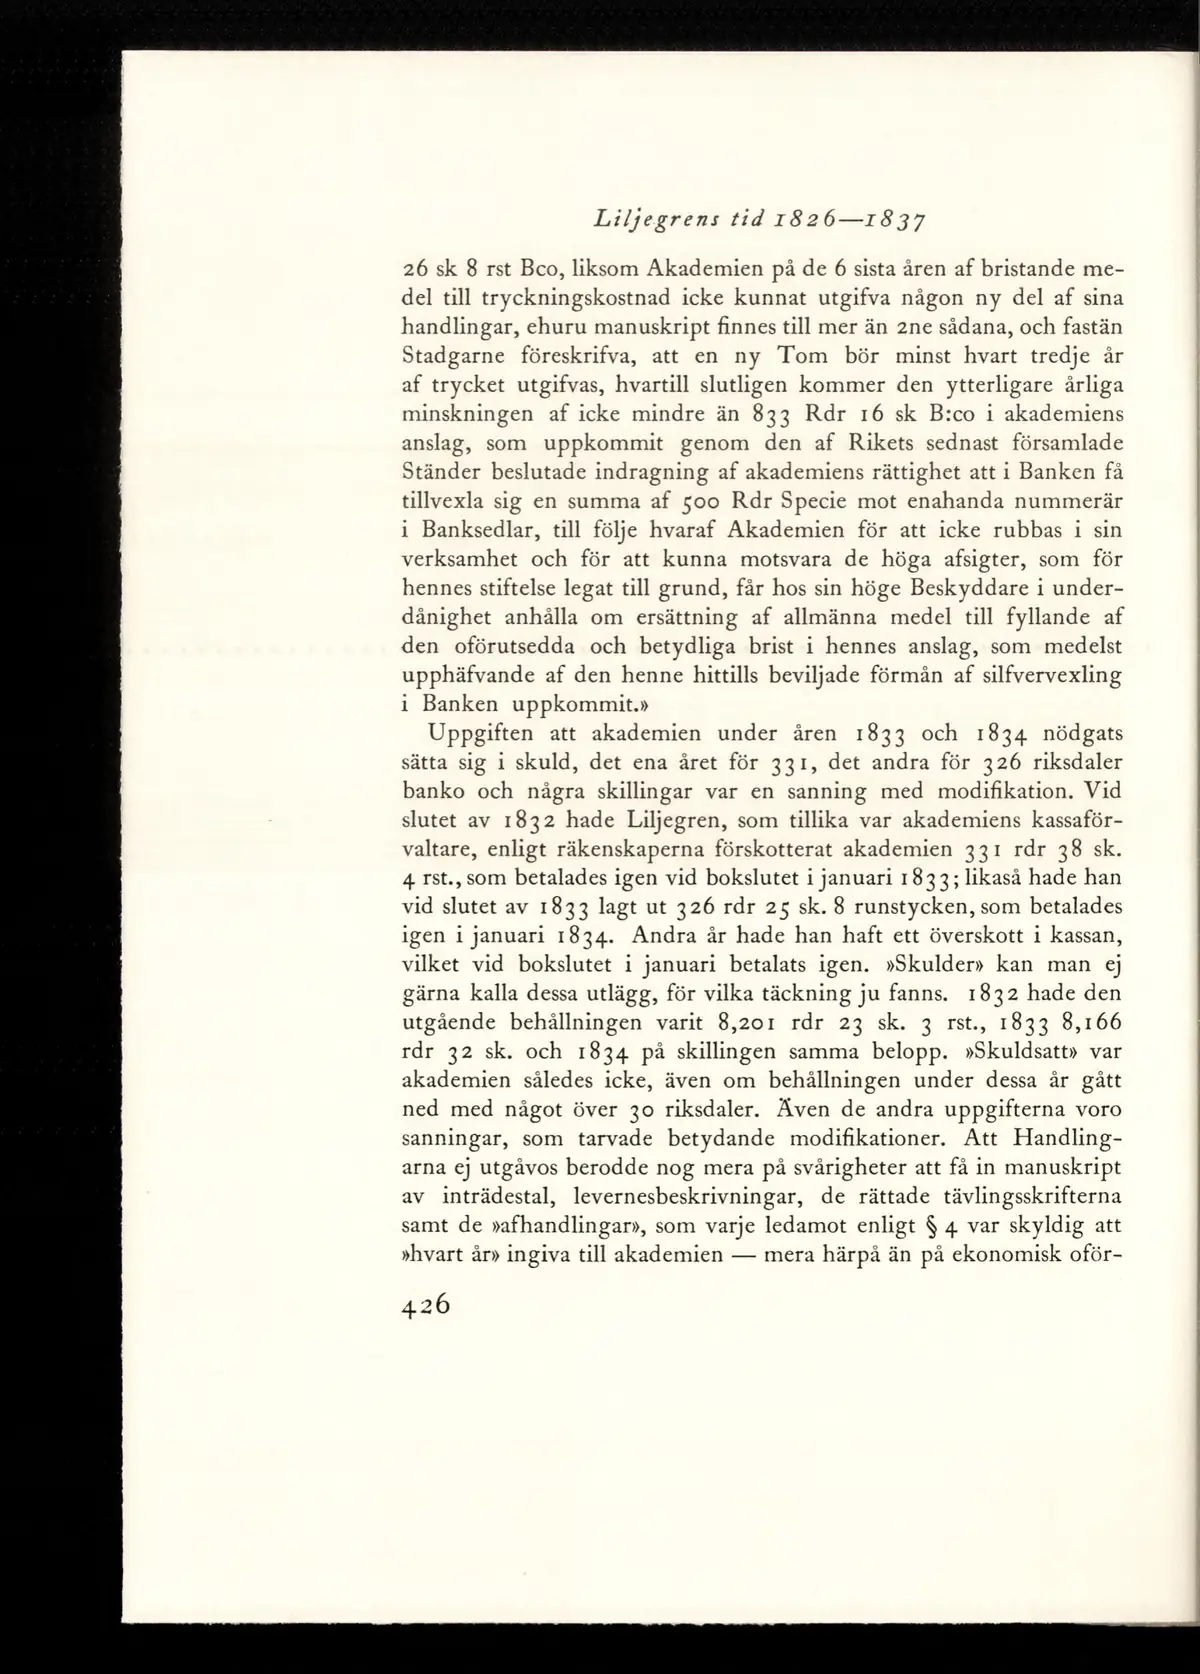 Liljegrens tid 1826—1837
26 sk 8 rst Bco, liksom Akademien på de 6 sista åren af bristande me-
del till tryckningskostnad icke kunnat utgifva någon ny del af sina
handlingar, ehuru manuskript finnes till mer än 2ne sådana, och fastän
Stadgarne föreskrifva, att en ny Tom bör minst hvart tredje år
af trycket utgifvas, hvartill slutligen kommer den ytterligare årliga
minskningen af icke mindre än 833 Rdr 16 sk B:co i akademiens
anslag, som uppkommit genom den af Rikets sednast församlade
Ständer beslutade indragning af akademiens rättighet att i Banken få
tillvexla sig en summa af 500 Rdr Specie mot enahanda nummerär
i Banksedlar, till följe hvaraf Akademien för att icke rubbas i sin
verksamhet och för att kunna motsvara de höga afsigter, som för
hennes stiftelse legat till grund, får hos sin höge Beskyddare i under-
dånighet anhålla om ersättning af allmänna medel till fyllande af
den oförutsedda och betydliga brist i hennes anslag, som medelst
upphäfvande af den henne hittills beviljade förmån af silfvervexling
i Banken uppkommit.»
Uppgiften att akademien under åren 1833 och 1834 nödgats
sätta sig i skuld, det ena året för 331, det andra för 326 riksdaler
banko och några skillingar var en sanning med modifikation. Vid
slutet av 1832 hade Liljegren, som tillika var akademiens kassaför-
valtare, enligt räkenskaperna förskotterat akademien 331 rdr 38 sk.
4 rst., som betalades igen vid bokslutet i januari 1833; likaså hade han
vid slutet av 1833 lagt ut 326 rdr 25 sk. 8 runstycken, som betalades
igen i januari 1834. Andra år hade han haft ett överskott i kassan,
vilket vid bokslutet i januari betalats igen. »Skulder» kan man ej
gärna kalla dessa utlägg, för vilka täckning ju fanns. 1832 hade den
utgående behållningen varit 8,201 rdr 23 sk. 3 rst., 1833 8,166
rdr 32 sk. och 1834 på skillingen samma belopp. »Skuldsatt» var
akademien således icke, även om behållningen under dessa år gått
ned med något över 30 riksdaler. Även de andra uppgifterna voro
sanningar, som tarvade betydande modifikationer. Att Handling-
arna ej utgåvos berodde nog mera på svårigheter att få in manuskript
av inträdestal, levernesbeskrivningar, de rättade tävlingsskrifterna
samt de »afhandlingar», som varje ledamot enligt § 4 var skyldig att
»hvart år» ingiva till akademien — mera härpå än på ekonomisk oför-
426